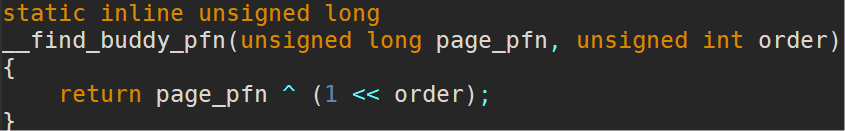 static inline unsigned long
__find_buddy_pfn(unsigned long page_pfn, unsigned int order)
{
    return page_pfn ^ (1 << order);
}